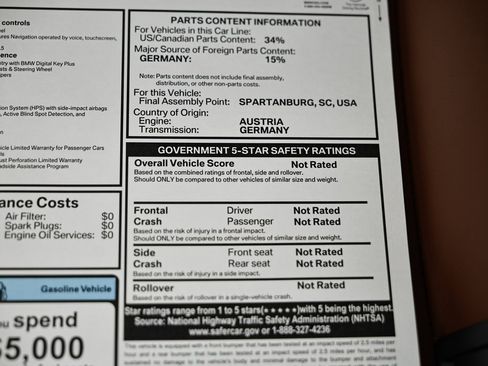 PARTS CONTENT INFORMATION
For Vehicles in this Car Line:
US/Canadian Parts Content: 34%
Major Source of Foreign Parts Content:
GERMANY: 15%
Note: Parts content does not include final assembly,
distribution, or other non-parts costs.
For this Vehicle:
Final Assembly Point: SPARTANBURG, SC, USA
Country of Origin:
Engine: AUSTRIA
Transmission: GERMANY
GOVERNMENT 5-STAR SAFETY RATINGS
Overall Vehicle Score Not Rated
Based on the combined ratings of frontal, side and rollover.
Should ONLY be compared to other vehicles of similar size and weight.
Frontal Driver Not Rated
Crash Passenger Not Rated
Based on the risk of injury in a frontal impact.
Should ONLY be compared to other vehicles of similar size and weight.
Side Front seat Not Rated
Crash Rear seat Not Rated
Based on the risk of injury in a side impact.
Rollover Not Rated
Based on the risk of rollover in a single-vehicle crash.
Star ratings range from 1 to 5 stars (★★★★★) with 5 being the highest.
Source: National Highway Traffic Safety Administration (NHTSA)
www.safercar.gov or 1-888-327-4236
controls
ures Navigation operated by voice, touchscreen,
ntry with BMW Digital Key Plus
ts & Steering Wheel
pers
tion System (HPS) with side-impact airbags
, Active Blind Spot Detection, and
hicle Limited Warranty for Passenger Cars
ust Perforation Limited Warranty
adside Assistance Program
ance Costs
Air Filter: $0
Spark Plugs: $0
Engine Oil Services: $0
Gasoline Vehicle
ou spend
5,000